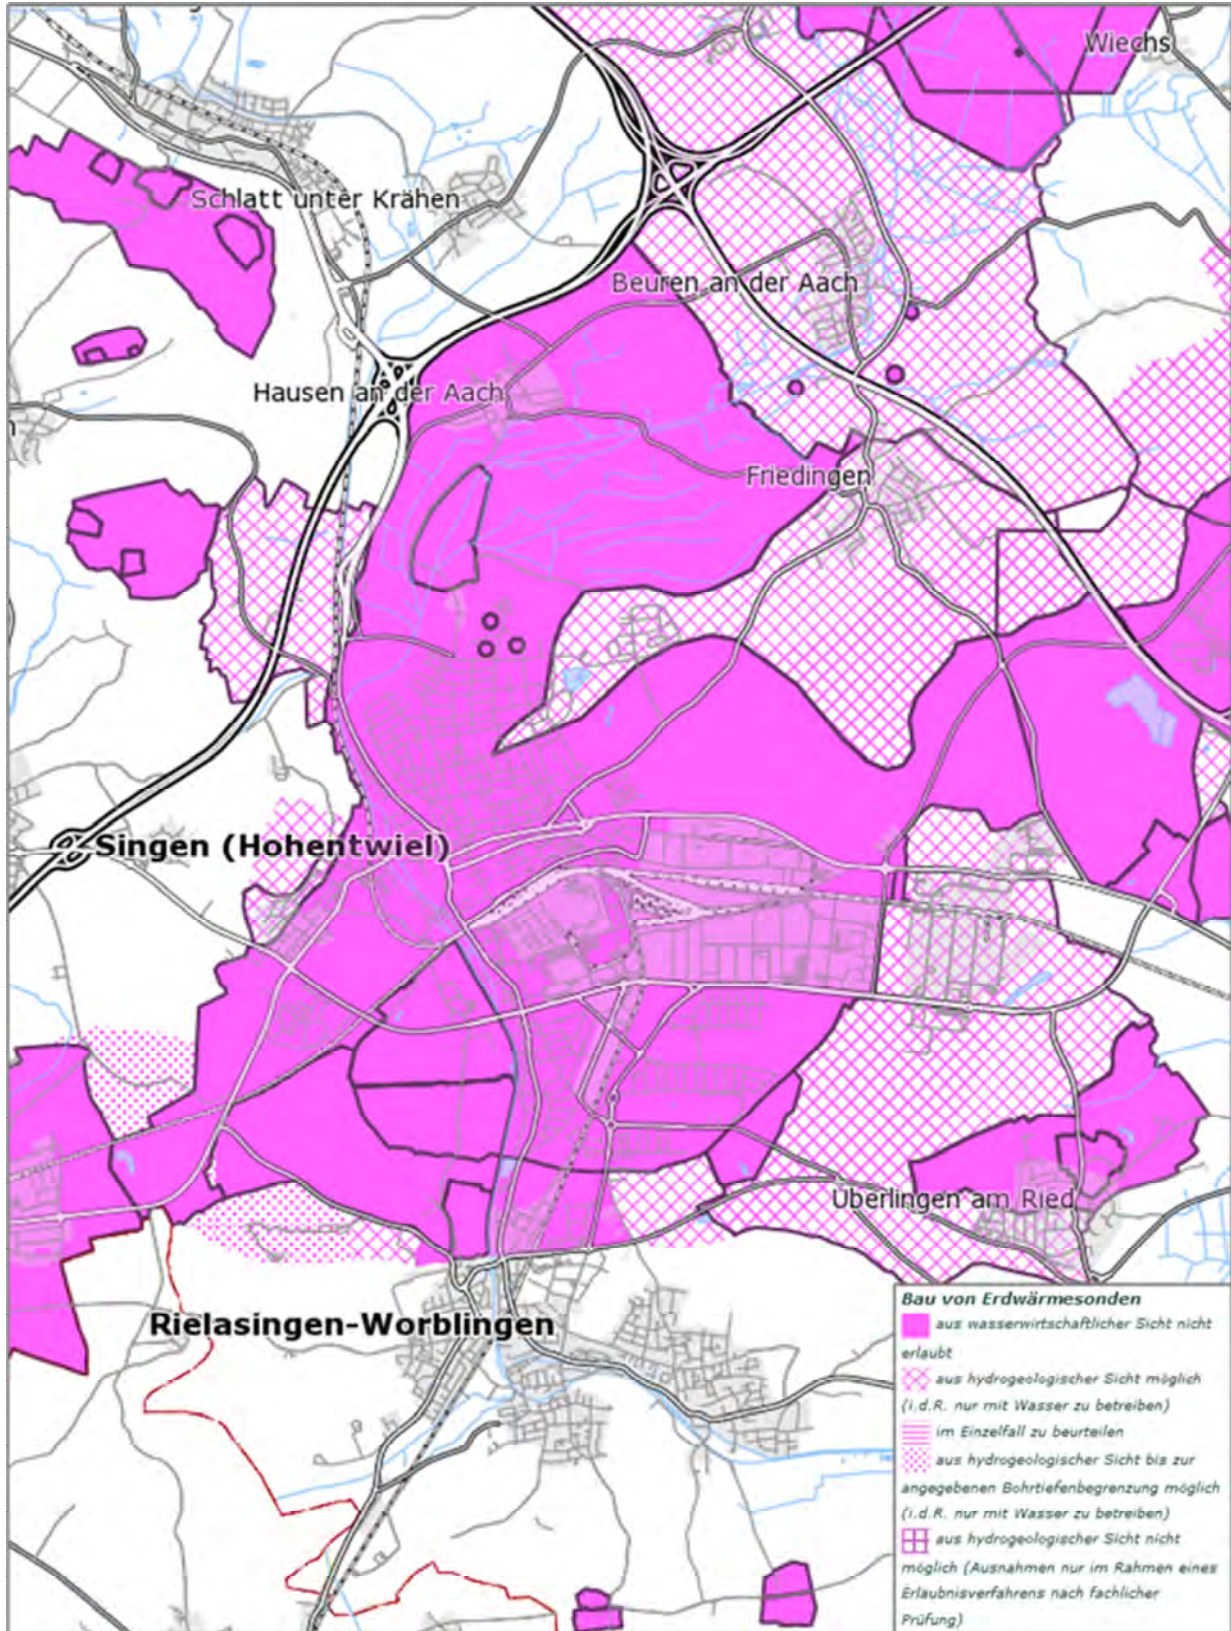 Wiechs
Schlatt unter Krähen
Beuren an der Aach
Hausen an der Aach
Friedingen
Singen (Hohentwiel)
Überlingen am Ried
Rielasingen-Worblingen
Bau von Erdwärmesonden
aus wasserwirtschaftlicher Sicht nicht
erlaubt
aus hydrogeologischer Sicht möglich
(i.d.R. nur mit Wasser zu betreiben)
im Einzelfall zu beurteilen
aus hydrogeologischer Sicht bis zur
angegebenen Bohrtiefenbegrenzung möglich
(i.d.R. nur mit Wasser zu betreiben)
aus hydrogeologischer Sicht nicht
möglich (Ausnahmen nur im Rahmen eines
Erlaubnisverfahrens nach fachlicher
Prüfung)